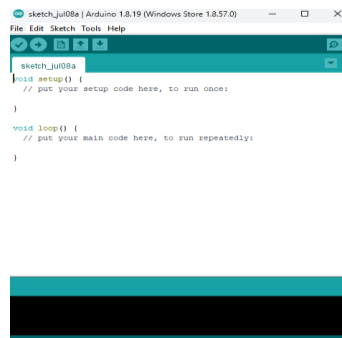 sketch_jul08a | Arduino 1.8.19 (Windows Store 1.8.57.0)
File Edit Sketch Tools Help
sketch_jul08a
void setup() {
// put your setup code here, to run once:
}
void loop() {
// put your main code here, to run repeatedly:
}